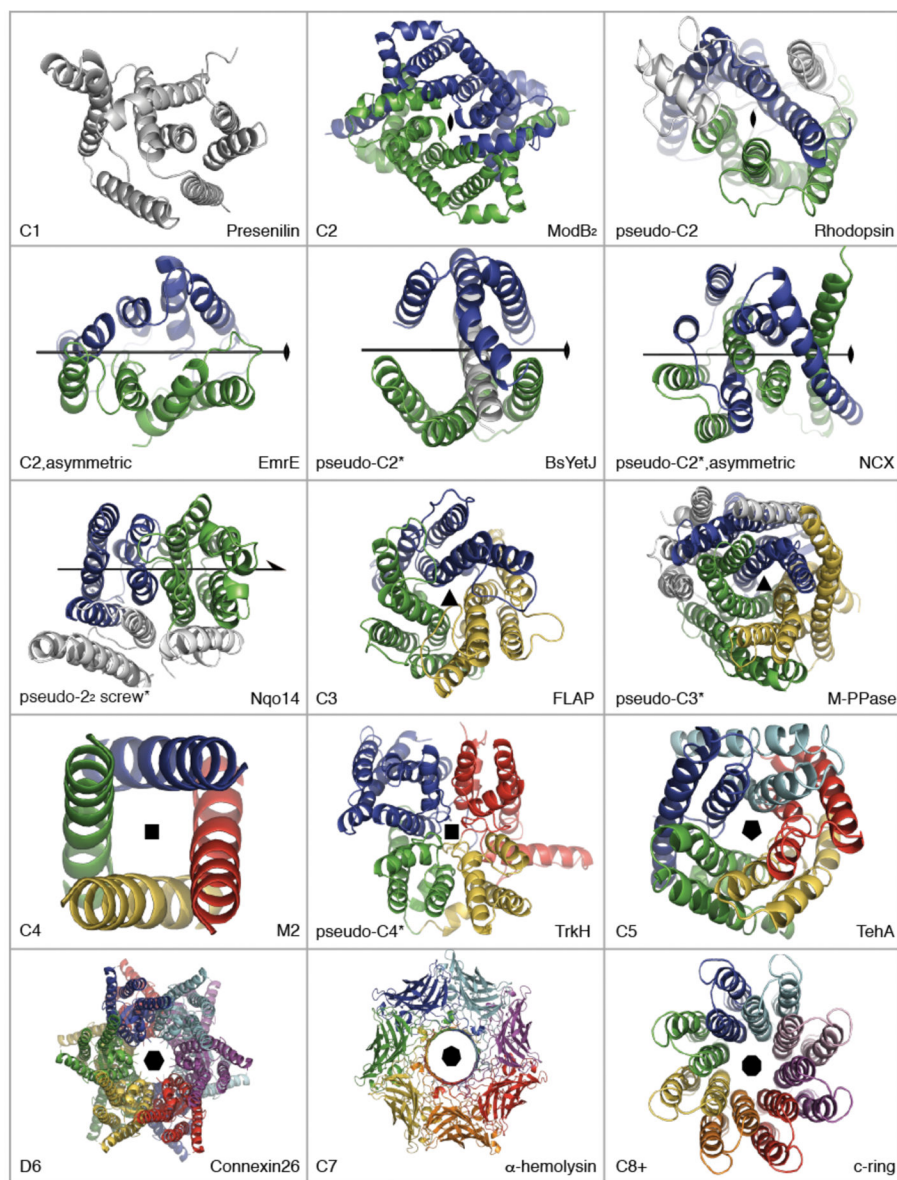 C1 Presenilin
C2 ModB₂
pseudo-C2 Rhodopsin
C2,asymmetric EmrE
pseudo-C2* BsYetJ
pseudo-C2*,asymmetric NCX
pseudo-2₂ screw* Nqo14
C3 FLAP
pseudo-C3* M-PPase
C4 M2
pseudo-C4* TrkH
C5 TehA
D6 Connexin26
C7 α-hemolysin
C8+ c-ring